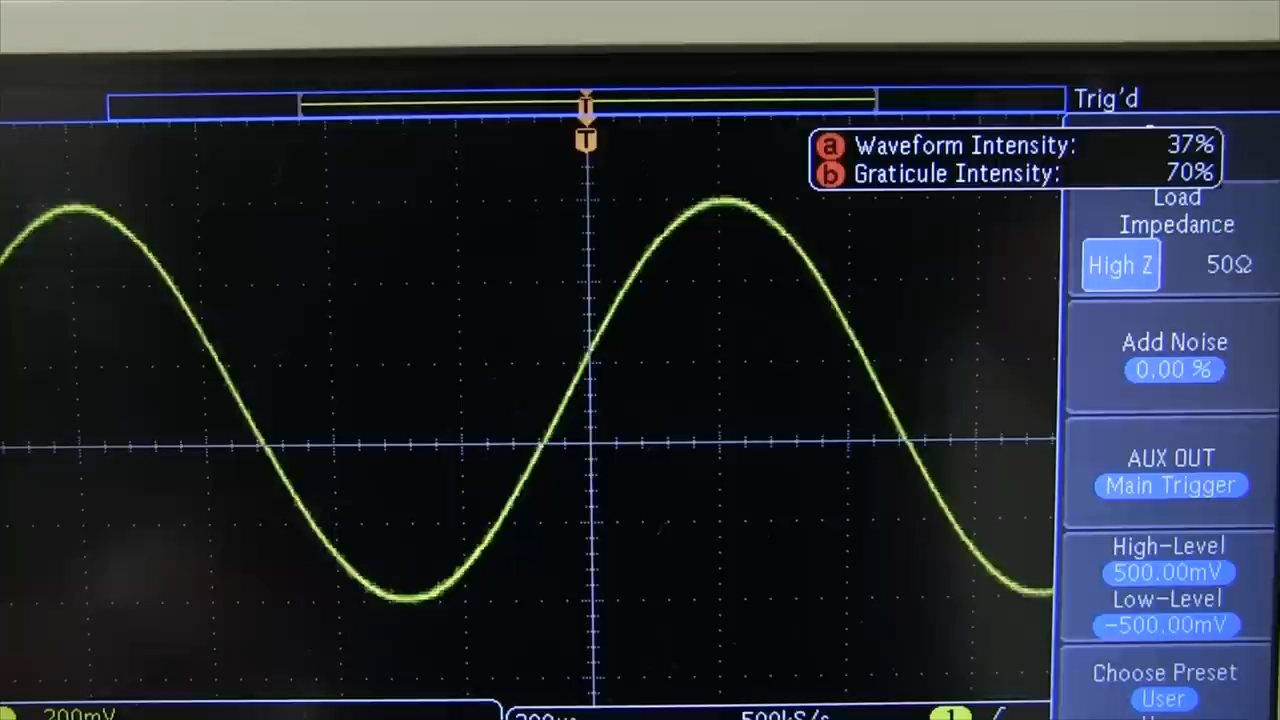 Trig'd
T
T
a Waveform Intensity: 37%
b Graticule Intensity: 70%
Load
Impedance
High Z 50Ω
Add Noise
0.00 %
AUX OUT
Main Trigger
High-Level
500.00mV
Low-Level
-500.00mV
Choose Preset
User
200mV
500kS/s
1